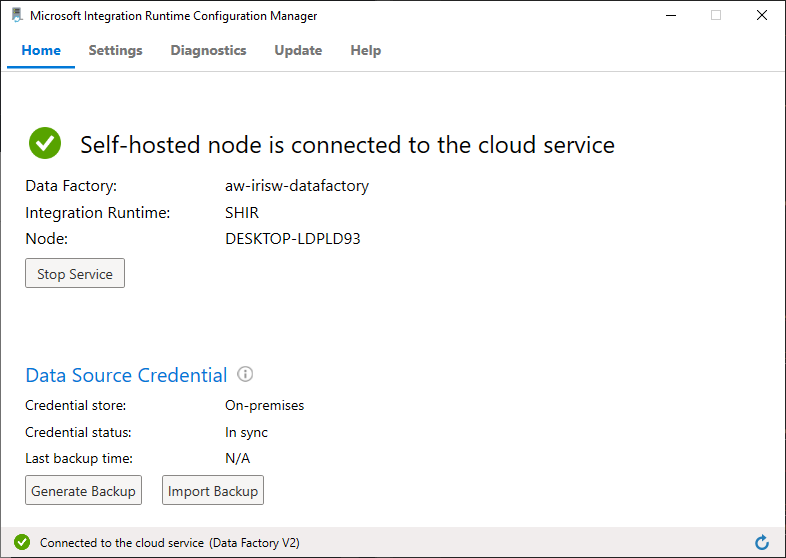 Microsoft Integration Runtime Configuration Manager
Home Settings Diagnostics Update Help
Self-hosted node is connected to the cloud service
Data Factory: aw-irisw-datafactory
Integration Runtime: SHIR
Node: DESKTOP-LDPLD93
Stop Service
Data Source Credential
Credential store: On-premises
Credential status: In sync
Last backup time: N/A
Generate Backup Import Backup
Connected to the cloud service (Data Factory V2)